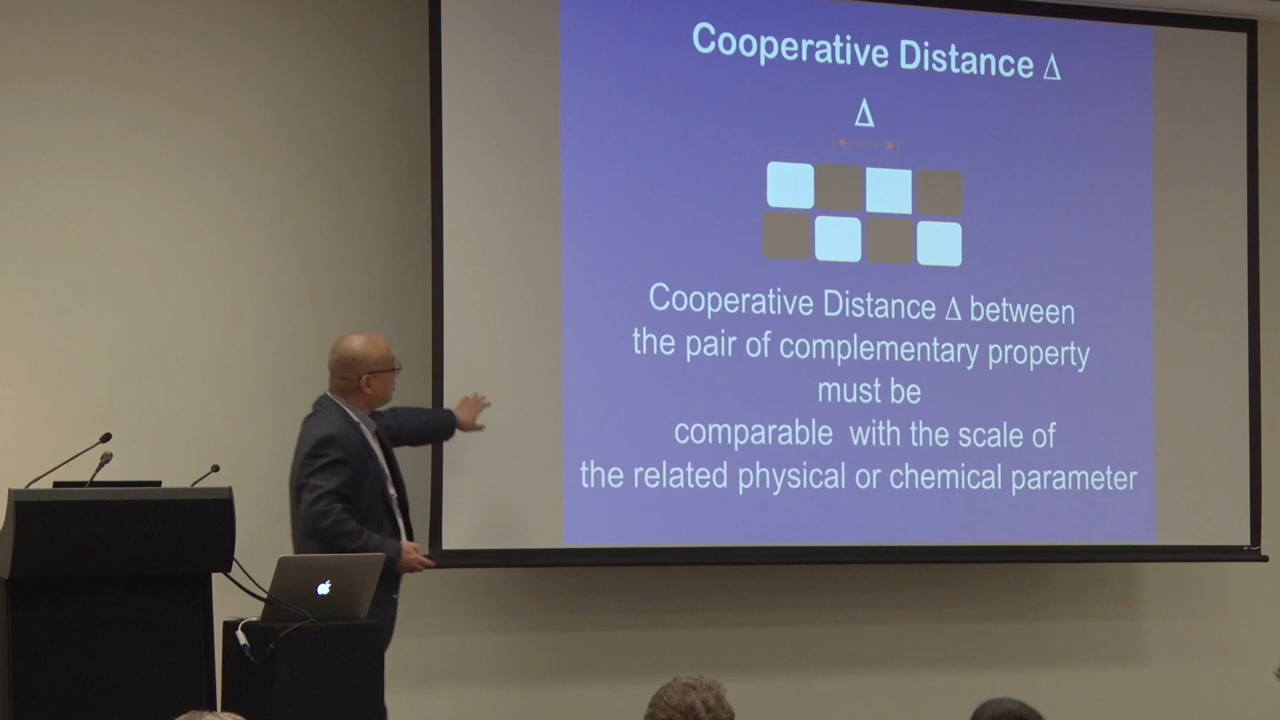 Cooperative Distance Δ
Δ
Cooperative Distance Δ between
the pair of complementary property
must be
comparable with the scale of
the related physical or chemical parameter